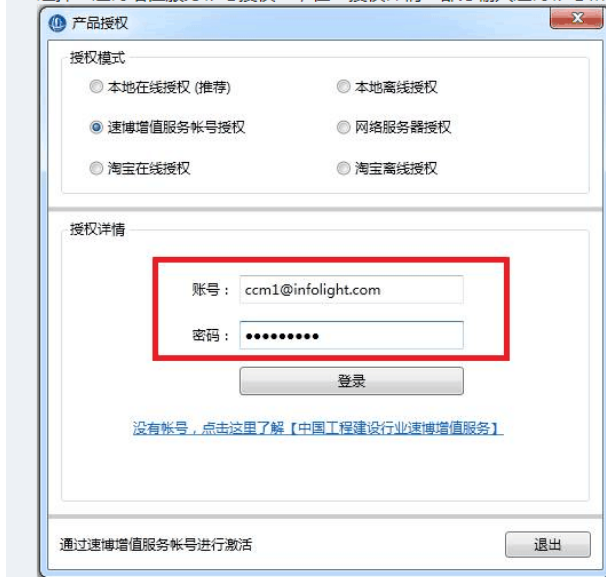 产品授权
授权模式
本地在线授权 (推荐)
本地离线授权
速博增值服务帐号授权
网络服务器授权
淘宝在线授权
淘宝离线授权
授权详情
账号： ccm1@infolight.com
密码： ●●●●●●●●●
登录
没有帐号，点击这里了解【中国工程建设行业速博增值服务】
通过速博增值服务帐号进行激活
退出